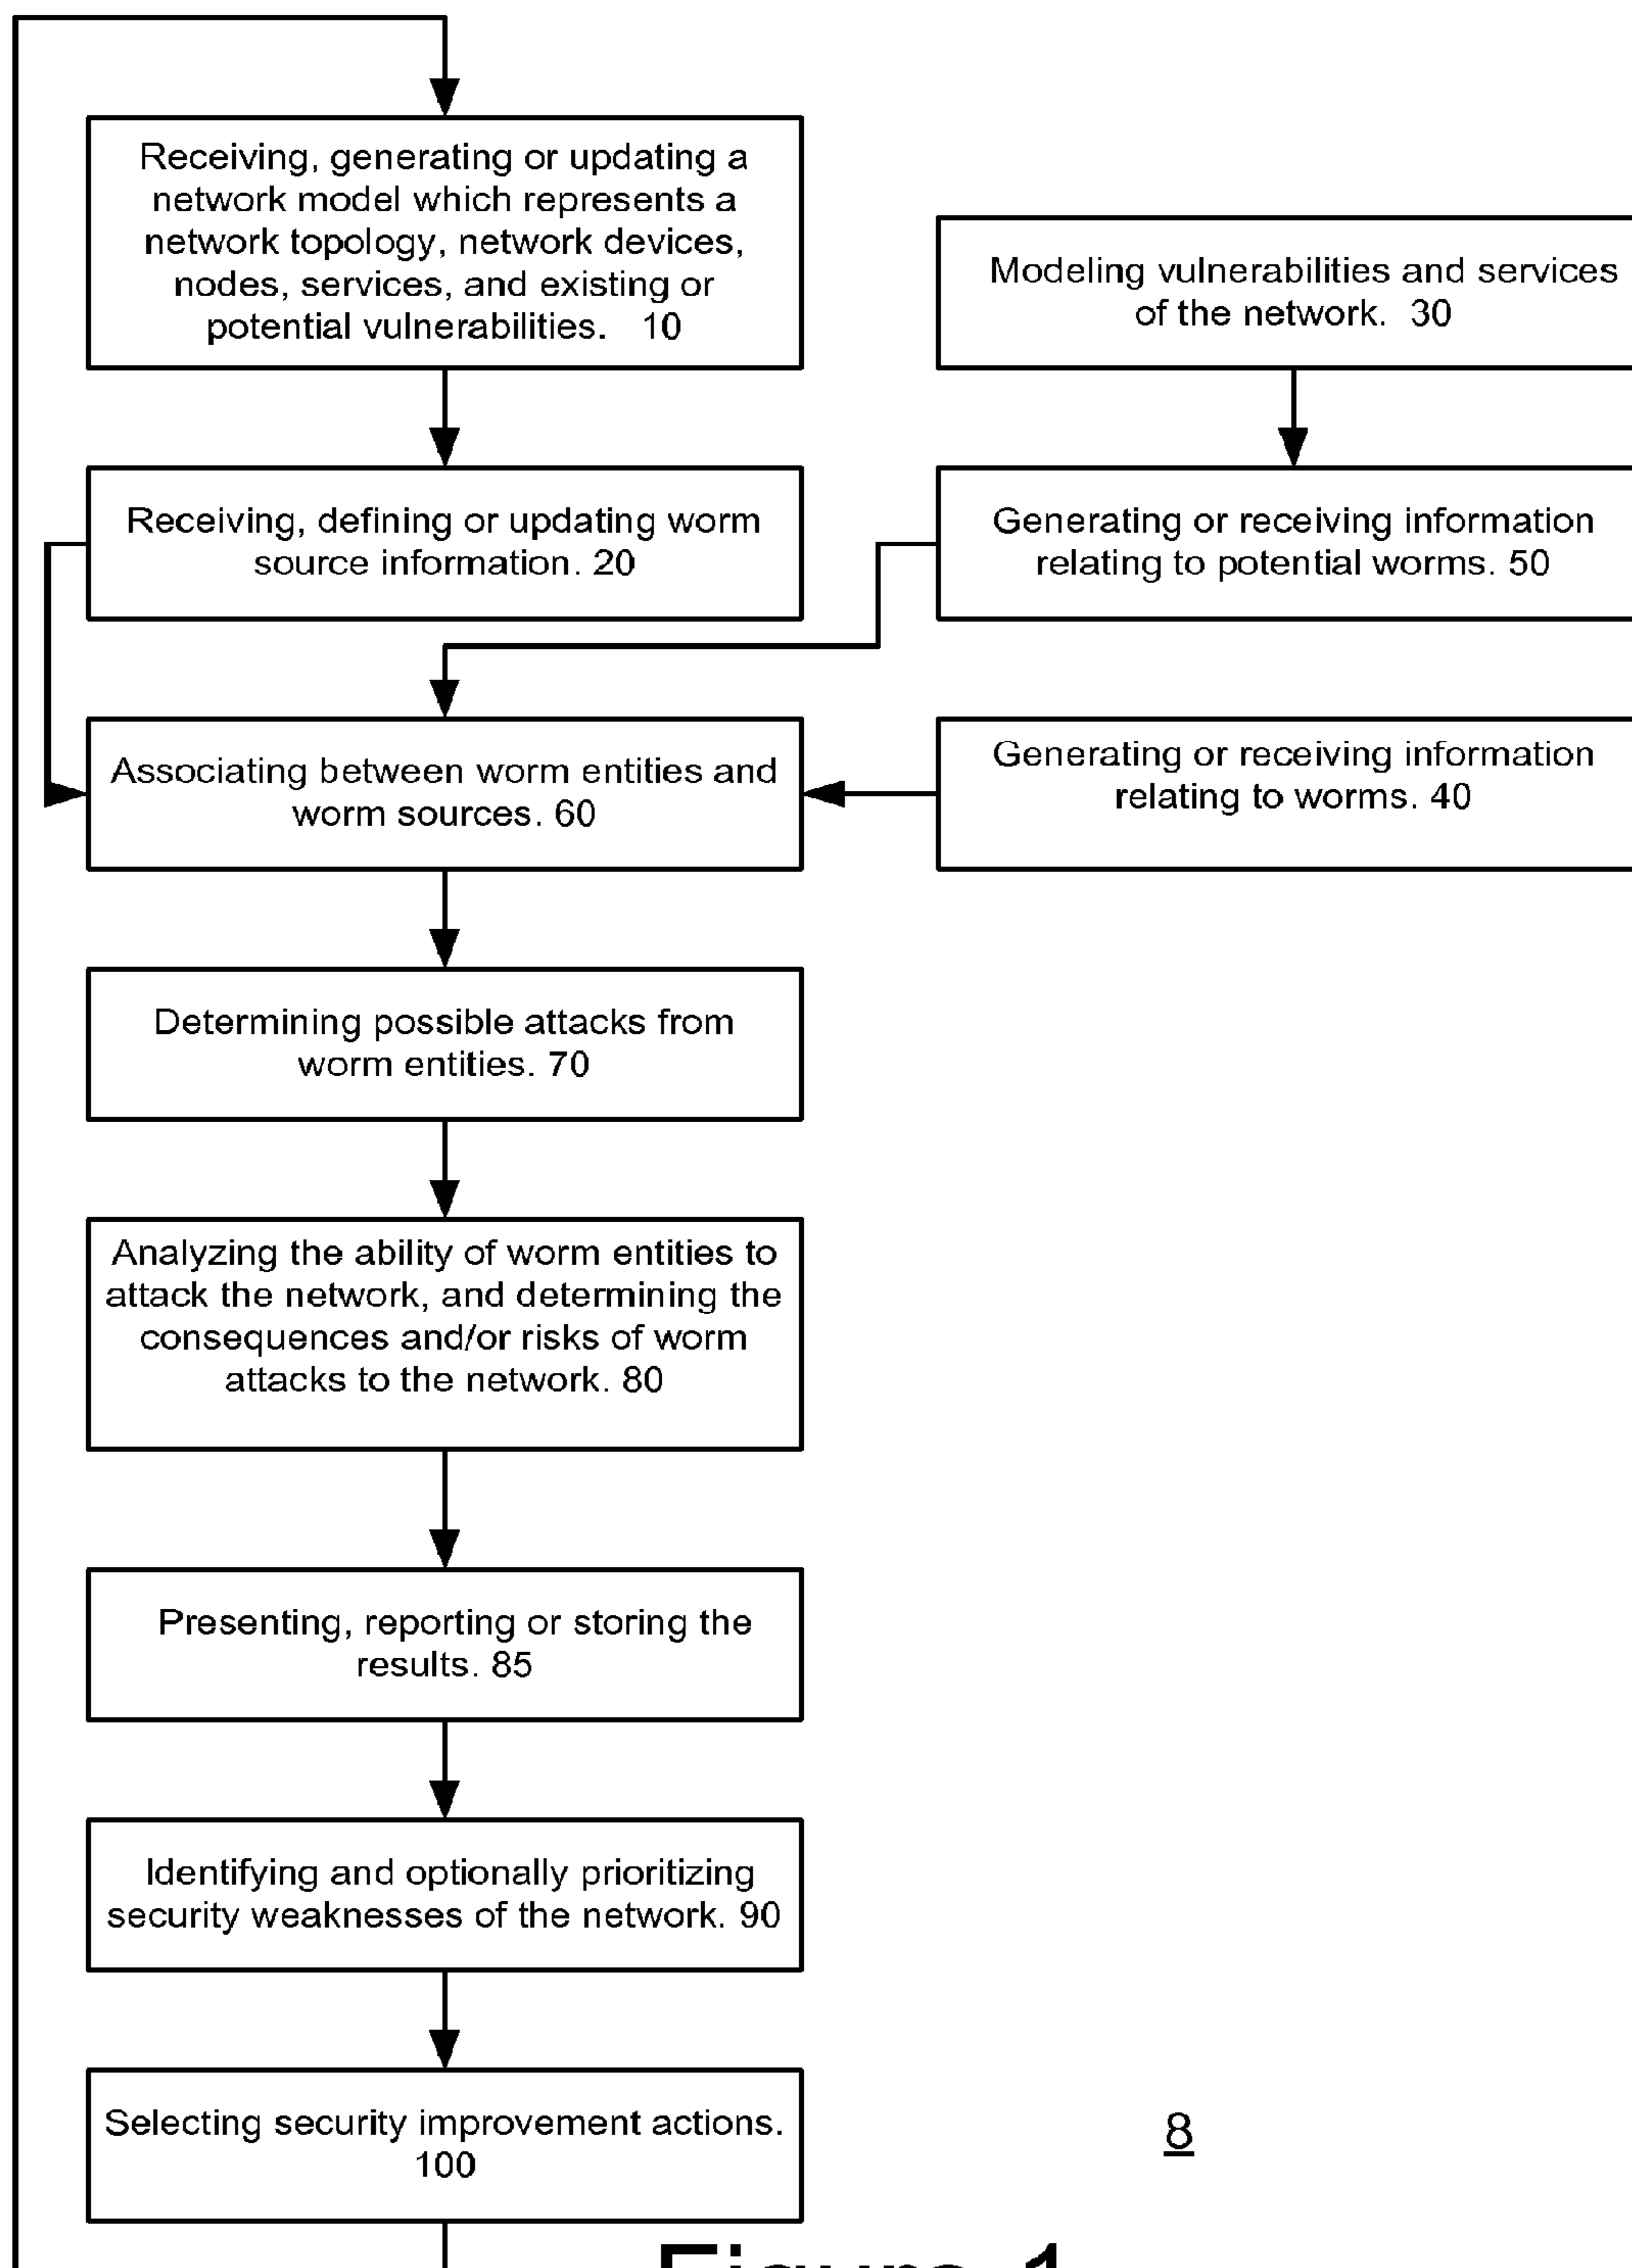 Receiving, generating or updating a
network model which represents a
network topology, network devices,
nodes, services, and existing or
potential vulnerabilities. 10
Modeling vulnerabilities and services
of the network. 30
Receiving, defining or updating worm
source information. 20
Generating or receiving information
relating to potential worms. 50
Associating between worm entities and
worm sources. 60
Generating or receiving information
relating to worms. 40
Determining possible attacks from
worm entities. 70
Analyzing the ability of worm entities to
attack the network, and determining the
consequences and/or risks of worm
attacks to the network. 80
Presenting, reporting or storing the
results. 85
Identifying and optionally prioritizing
security weaknesses of the network. 90
Selecting security improvement actions.
100
8
Figure 1